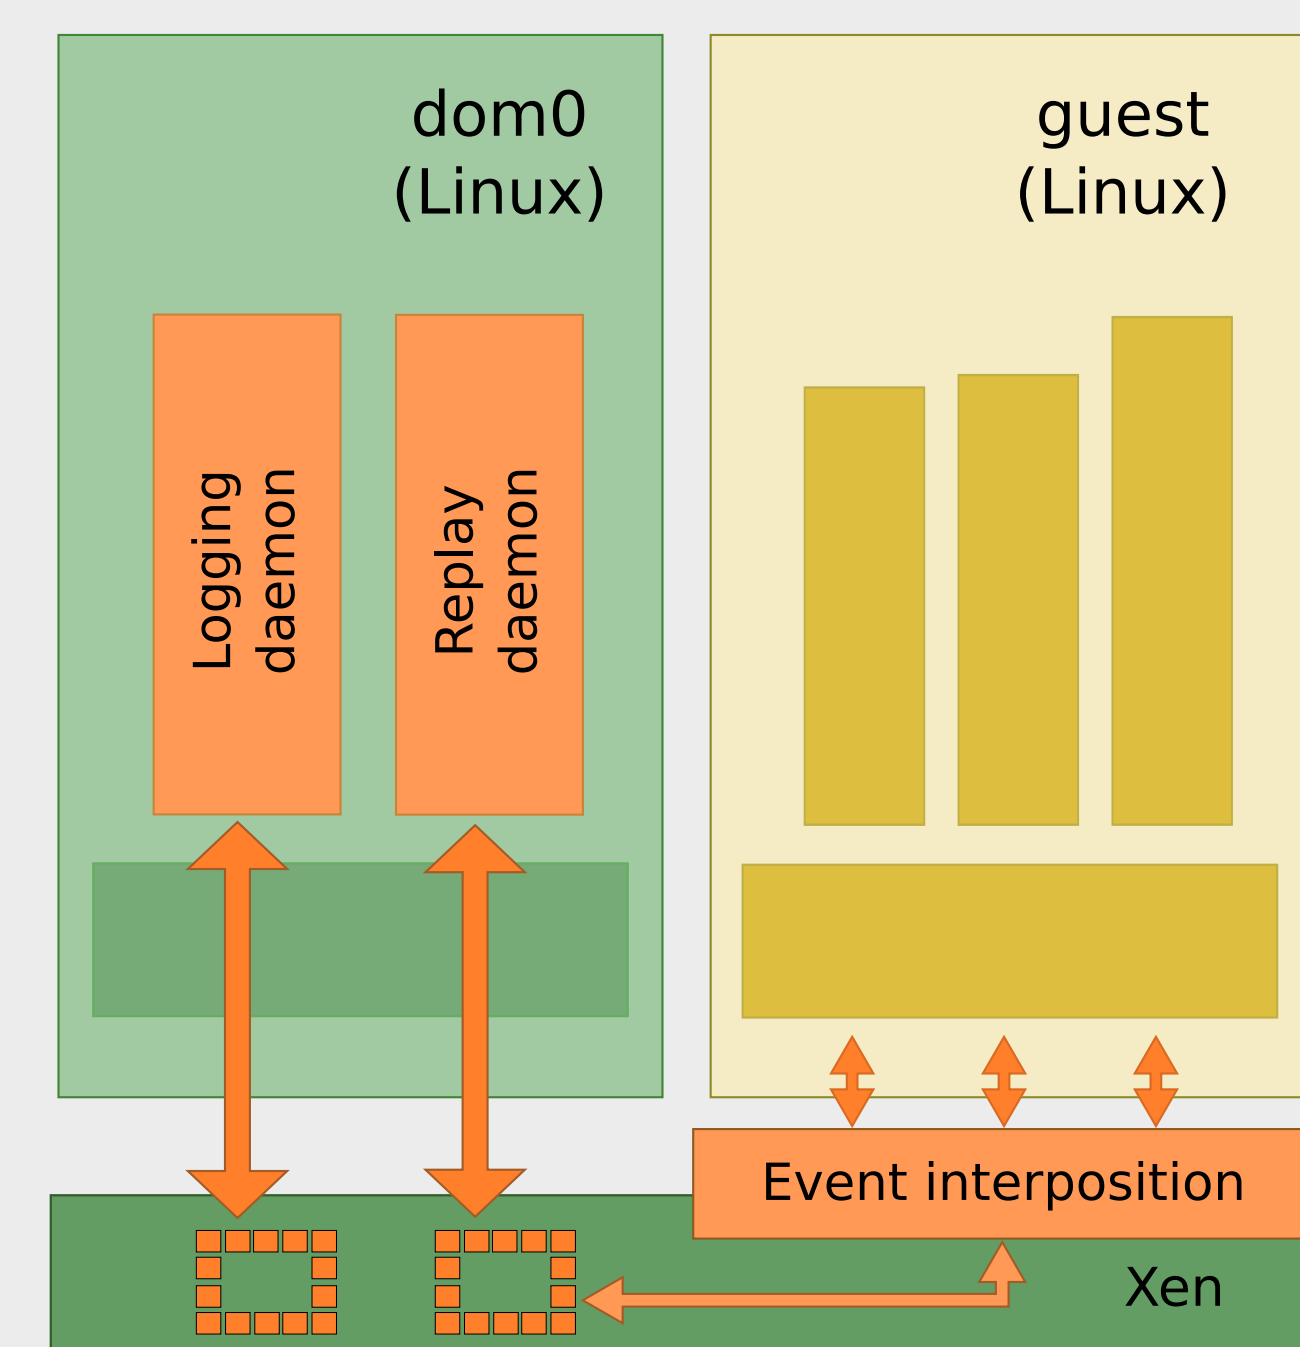 dom0
(Linux)
guest
(Linux)
Logging
daemon
Replay
daemon
Event interposition
Xen